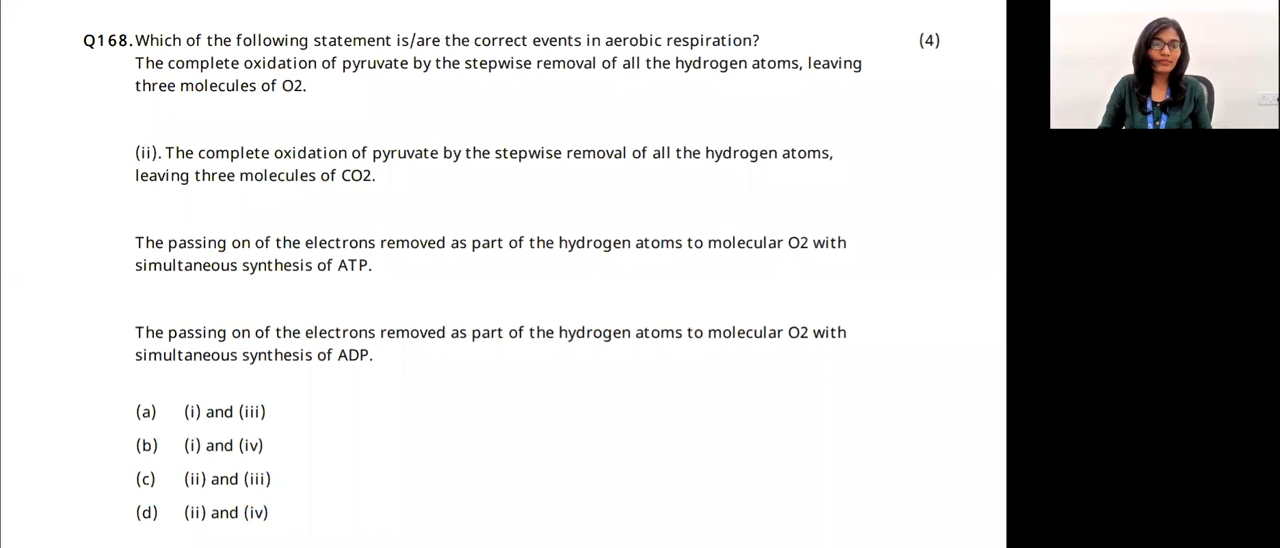 Q168. Which of the following statement is/are the correct events in aerobic respiration? (4)
The complete oxidation of pyruvate by the stepwise removal of all the hydrogen atoms, leaving
three molecules of O2.
(ii). The complete oxidation of pyruvate by the stepwise removal of all the hydrogen atoms,
leaving three molecules of CO2.
The passing on of the electrons removed as part of the hydrogen atoms to molecular O2 with
simultaneous synthesis of ATP.
The passing on of the electrons removed as part of the hydrogen atoms to molecular O2 with
simultaneous synthesis of ADP.
(a) (i) and (iii)
(b) (i) and (iv)
(c) (ii) and (iii)
(d) (ii) and (iv)